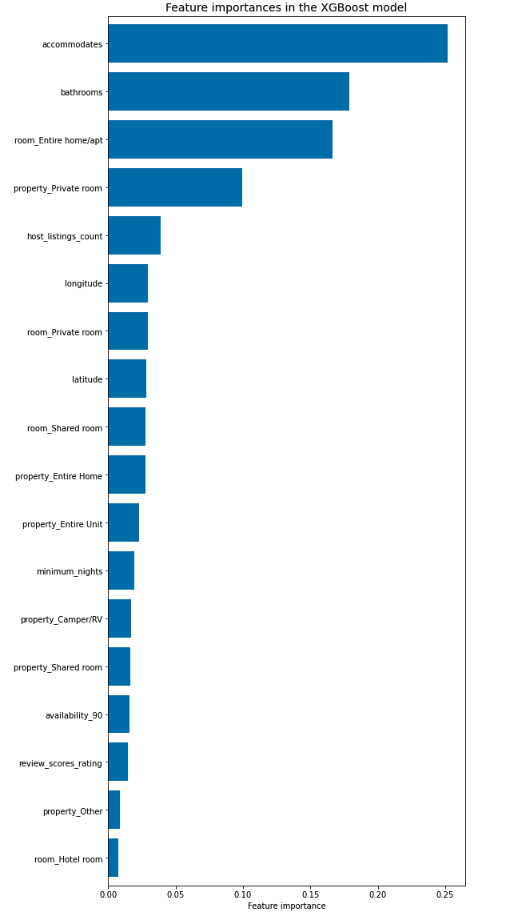 Feature importances in the XGBoost model
accommodates
bathrooms
room_Entire home/apt
property_Private room
host_listings_count
longitude
room_Private room
latitude
room_Shared room
property_Entire Home
property_Entire Unit
minimum_nights
property_Camper/RV
property_Shared room
availability_90
review_scores_rating
property_Other
room_Hotel room
0.00 0.05 0.10 0.15 0.20 0.25
Feature importance